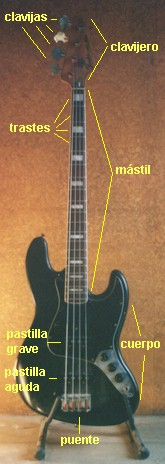 clavijas
clavijero
trastes
mástil
cuerpo
pastilla
grave
pastilla
aguda
puente